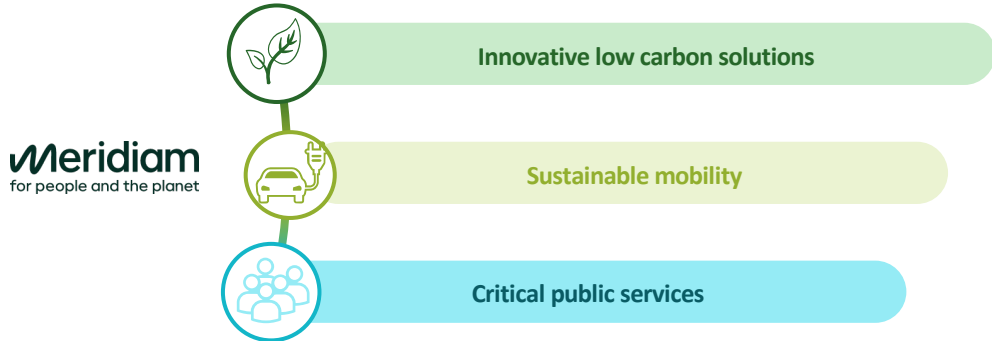 Meridiam
for people and the planet
Innovative low carbon solutions
Sustainable mobility
Critical public services